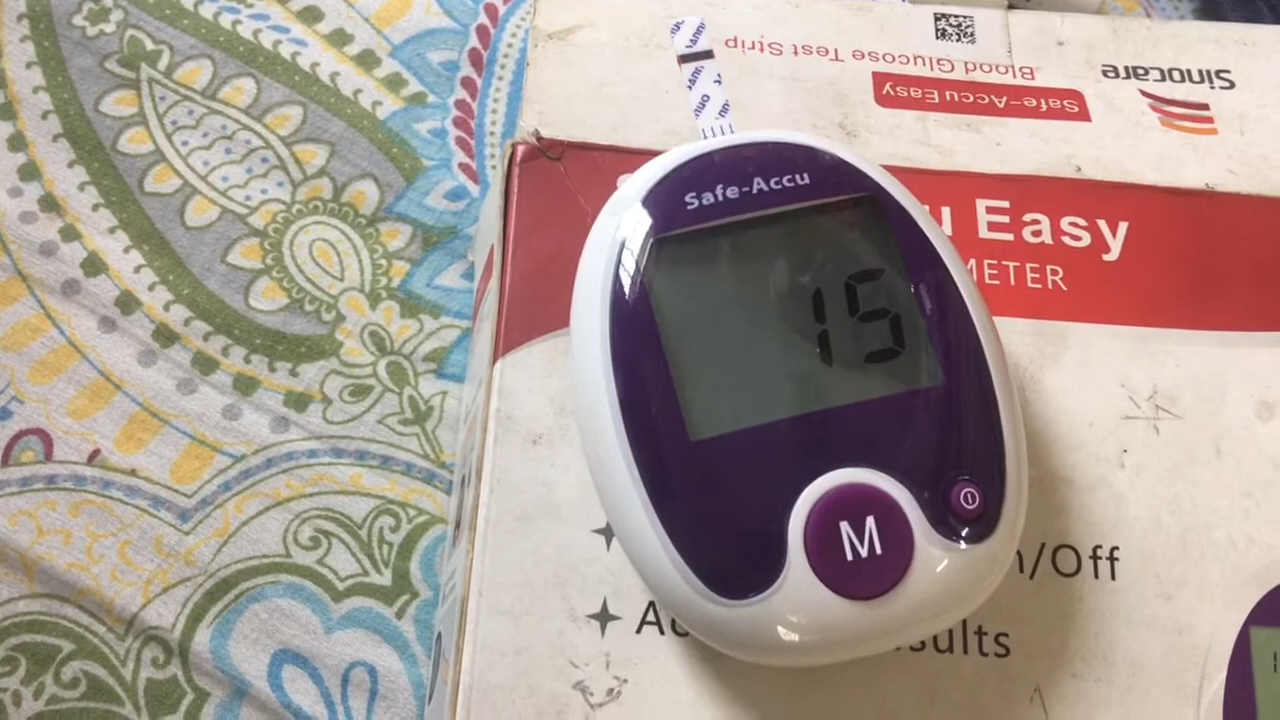 Sinocare
Blood Glucose Test Strip
Safe-Accu Easy
Safe-Accu
u Easy
METER
15
M
n/Off
Ac
sults